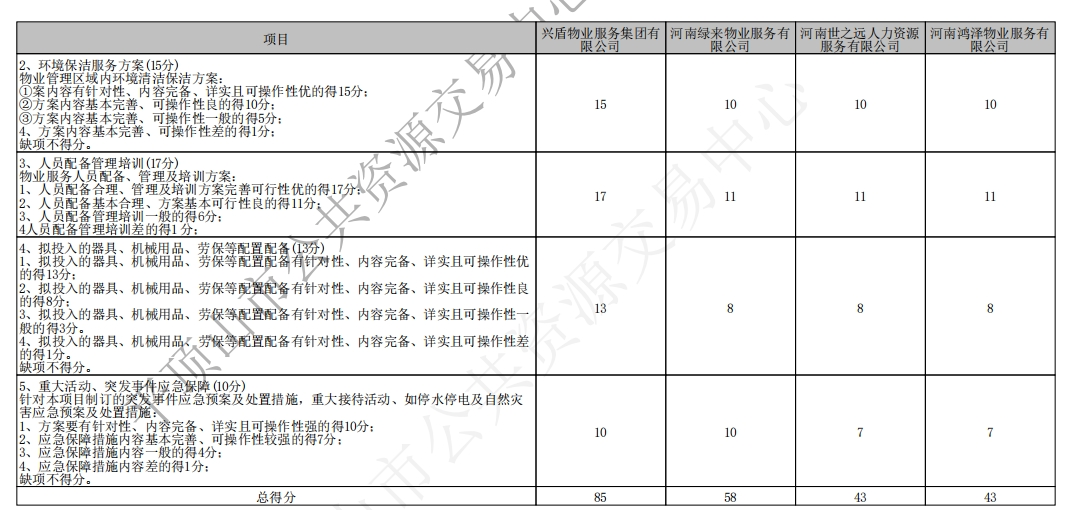 项目
兴盾物业服务集团有
限公司
河南绿来物业服务有
限公司
河南世之远人力资源
服务有限公司
河南鸿泽物业服务有
限公司
2、环境保洁服务方案(15分)
物业管理区域内环境清洁保洁方案：
①案内容有针对性、内容完备、详实且可操作性优的得15分；
②方案内容基本完善、可操作性良的得10分；
③方案内容基本完善、可操作性一般的得5分；
4、方案内容基本完善、可操作性差的得1分；
缺项不得分。
15
10
10
10
3、人员配备管理培训(17分)
物业服务人员配备、管理及培训方案：
1、人员配备合理、管理及培训方案完善可行性优的得17分；
2、人员配备基本合理、方案基本可行性良的得11分；
3、人员配备管理培训一般的得6分；
4人员配备管理培训差的得1分；
17
11
11
11
4、拟投入的器具、机械用品、劳保等配置配备(13分)
1、拟投入的器具、机械用品、劳保等配置配备有针对性、内容完备、详实且可操作性优
的得13分；
2、拟投入的器具、机械用品、劳保等配置配备有针对性、内容完备、详实且可操作性良
的得8分；
3、拟投入的器具、机械用品、劳保等配置配备有针对性、内容完备、详实且可操作性一
般的得3分。
4、拟投入的器具、机械用品、劳保等配置配备有针对性、内容完备、详实且可操作性差
的得1分。
缺项不得分。
13
8
8
8
5、重大活动、突发事件应急保障(10分)
针对本项目制订的突发事件应急预案及处置措施，重大接待活动、如停水停电及自然灾
害应急预案及处置措施：
1、方案要有针对性、内容完备、详实且可操作性强的得10分；
2、应急保障措施内容基本完善、可操作性较强的得7分；
3、应急保障措施内容一般的得4分；
4、应急保障措施内容差的得1分；
缺项不得分。
10
10
7
7
总得分
85
58
43
43
平顶山市公共资源交易中心
山市公共资源交易中心